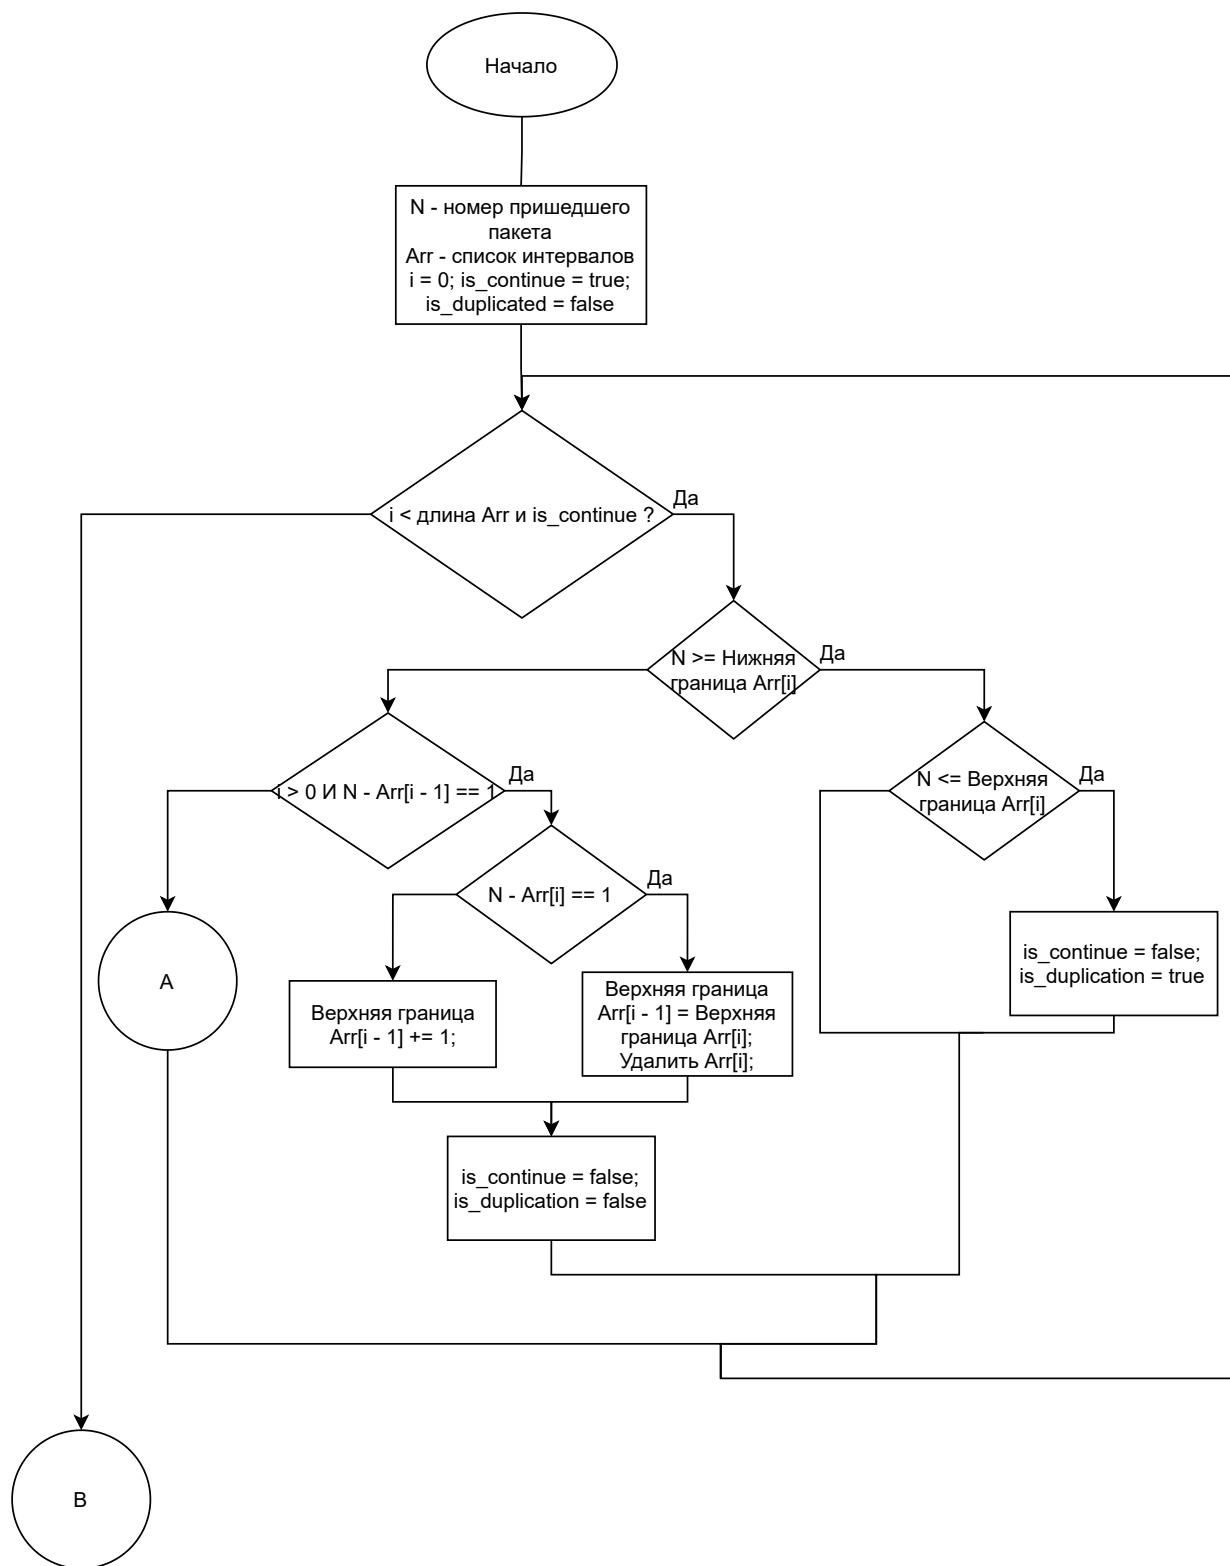 Начало
N - номер пришедшего
пакета
Arr - список интервалов
i = 0; is_continue = true;
is_duplicated = false
i < длина Arr и is_continue ?
Да
N >= Нижняя
граница Arr[i]
Да
i > 0 И N - Arr[i - 1] == 1
Да
N <= Верхняя
граница Arr[i]
Да
N - Arr[i] == 1
Да
A
Верхняя граница
Arr[i - 1] += 1;
Верхняя граница
Arr[i - 1] = Верхняя
граница Arr[i];
Удалить Arr[i];
is_continue = false;
is_duplication = true
is_continue = false;
is_duplication = false
B